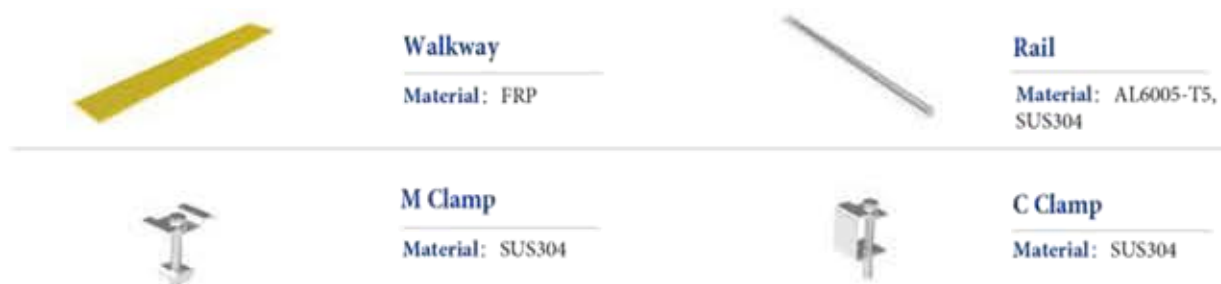 Walkway
Material: FRP
Rail
Material: AL6005-T5,
SUS304
M Clamp
Material: SUS304
C Clamp
Material: SUS304